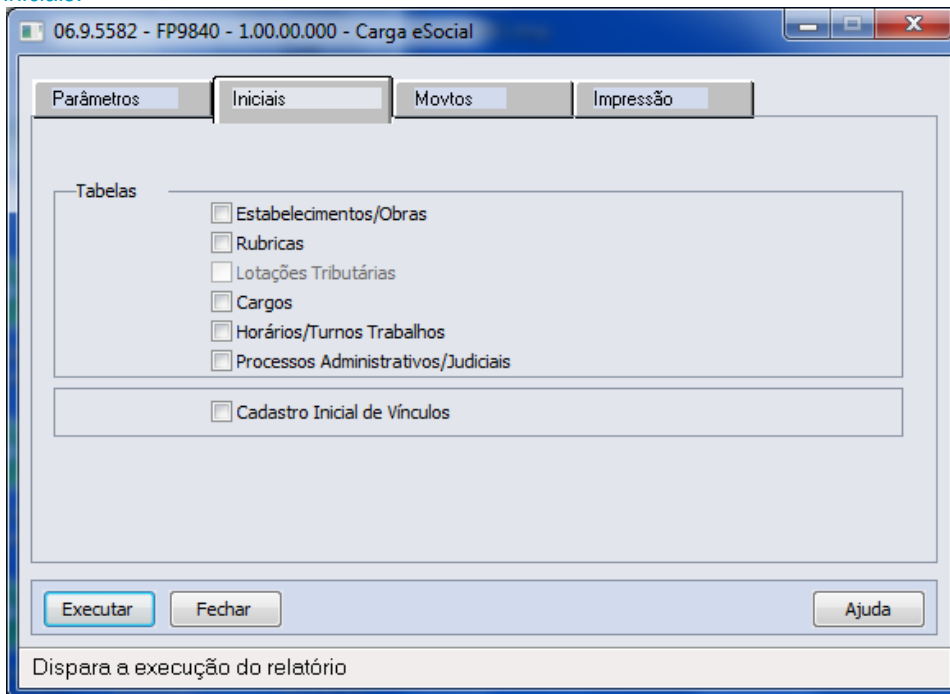 Iniciais.
06.9.5582 - FP9840 - 1.00.00.000 - Carga eSocial
Parâmetros Iniciais Movtos Impressão
Tabelas
Estabelecimentos/Obras
Rubricas
Lotações Tributárias
Cargos
Horários/Turnos Trabalhos
Processos Administrativos/Judiciais
Cadastro Inicial de Vínculos
Executar Fechar Ajuda
Dispara a execução do relatório